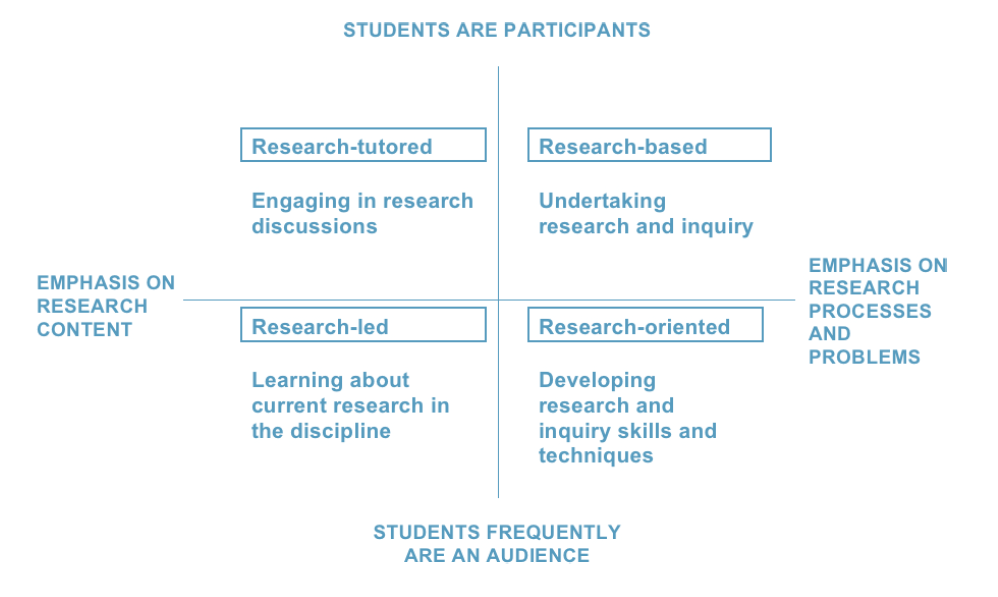 STUDENTS ARE PARTICIPANTS
Research-tutored
Engaging in research
discussions
Research-based
Undertaking
research and inquiry
EMPHASIS ON
RESEARCH
CONTENT
EMPHASIS ON
RESEARCH
PROCESSES
AND
PROBLEMS
Research-led
Learning about
current research in
the discipline
Research-oriented
Developing
research and
inquiry skills and
techniques
STUDENTS FREQUENTLY
ARE AN AUDIENCE